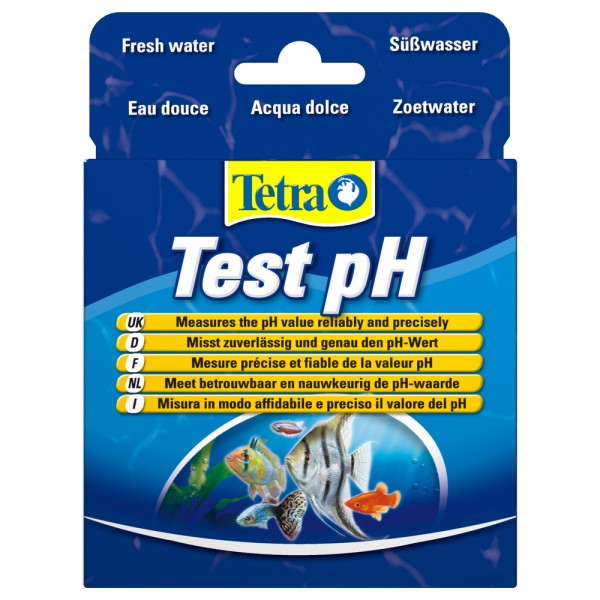 Fresh water
Süßwasser
Eau douce
Acqua dolce
Zoetwater
Tetra
Test pH
UK Measures the pH value reliably and precisely
D Misst zuverlässig und genau den pH-Wert
F Mesure précise et fiable de la valeur pH
NL Meet betrouwbaar en nauwkeurig de pH-waarde
I Misura in modo affidabile e preciso il valore del pH